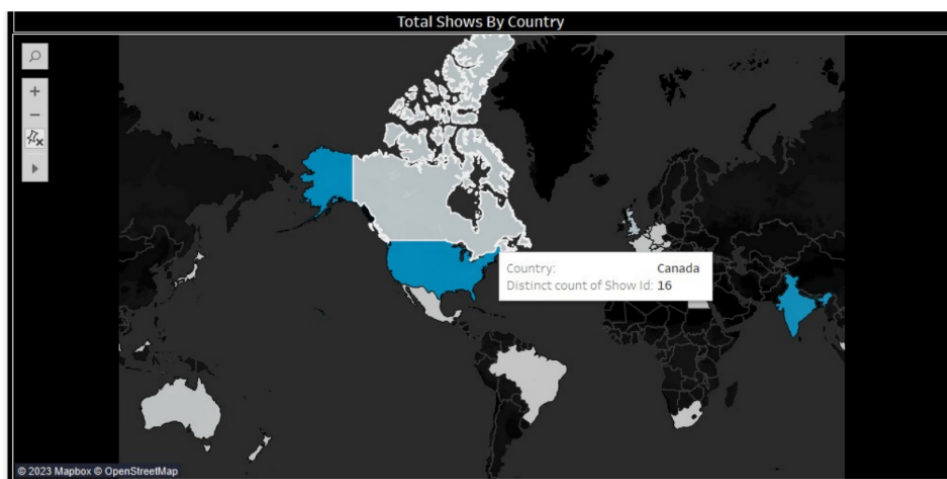 Total Shows By Country
Country: Canada
Distinct count of Show Id: 16
© 2023 Mapbox © OpenStreetMap